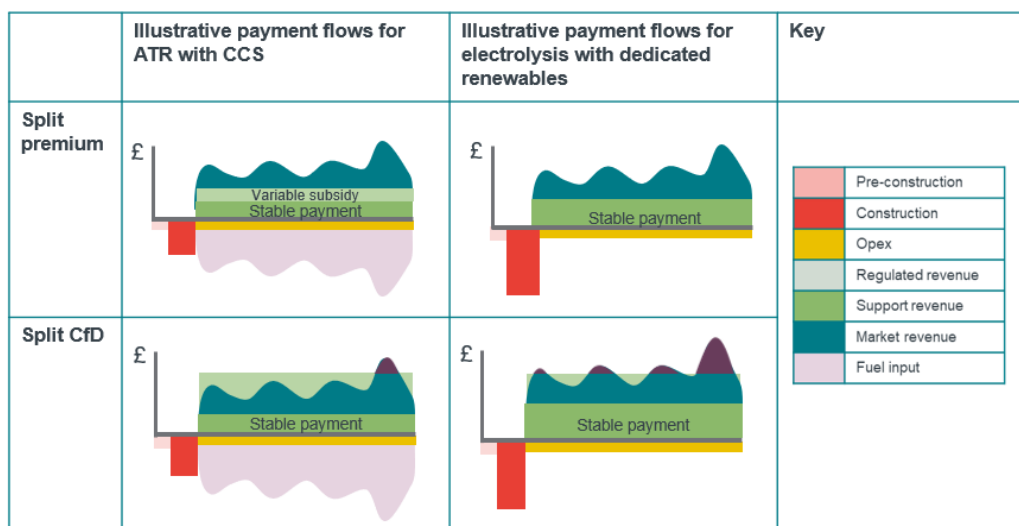 Illustrative payment flows for
ATR with CCS
Illustrative payment flows for
electrolysis with dedicated
renewables
Key
Split
premium
£
Variable subsidy
Stable payment
£
Stable payment
Pre-construction
Construction
Opex
Regulated revenue
Support revenue
Market revenue
Fuel input
Split CfD
£
Stable payment
£
Stable payment